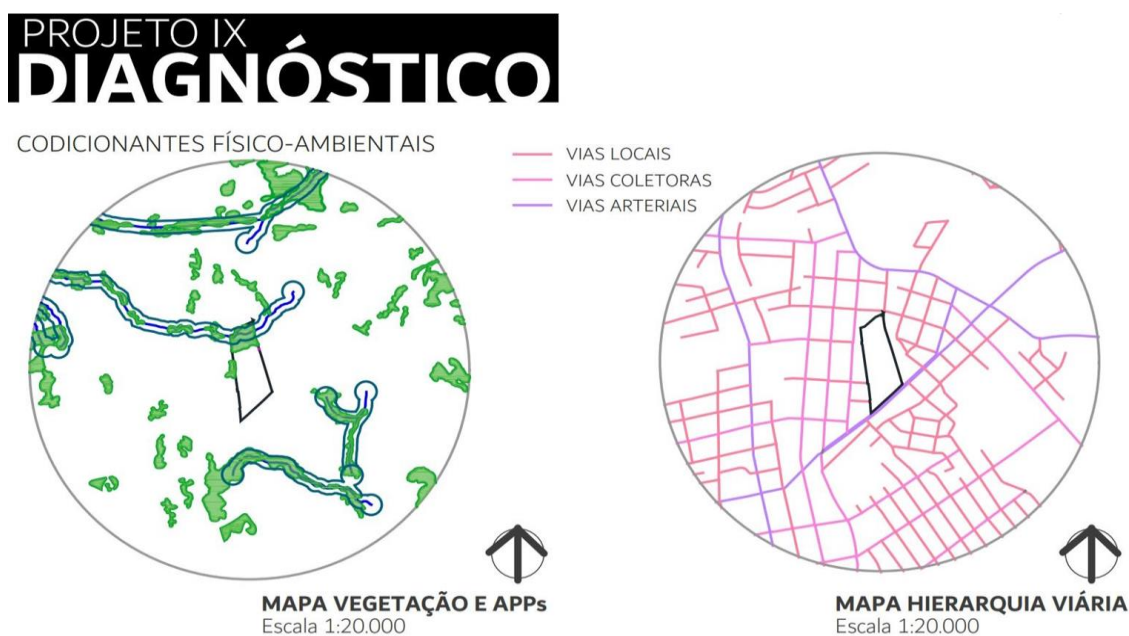 PROJETO IX
DIAGNÓSTICO
CODICIONANTES FÍSICO-AMBIENTAIS
VIAS LOCAIS
VIAS COLETORAS
VIAS ARTERIAIS
MAPA VEGETAÇÃO E APPs
Escala 1:20.000
MAPA HIERARQUIA VIÁRIA
Escala 1:20.000